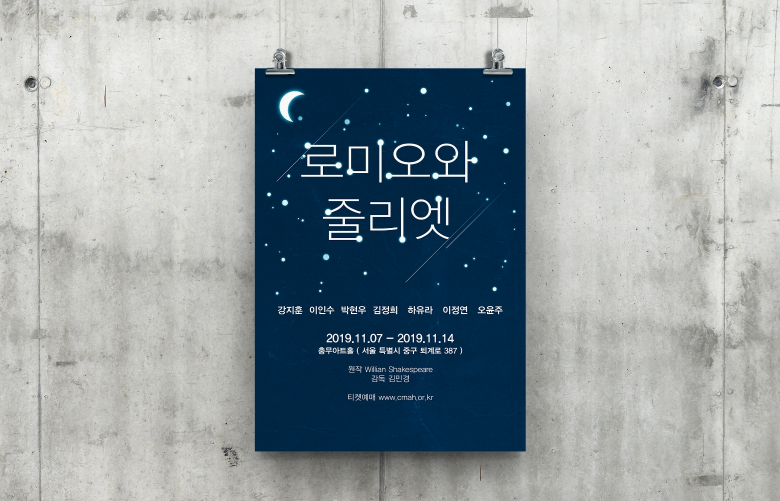 로미오와
줄리엣
강지훈 이인수 박현우 김정희 하유라 이정연 오윤주
2019.11.07 - 2019.11.14
충무아트홀 ( 서울 특별시 중구 퇴계로 387 )
원작 Willian Shakespeare
감독 김민경
티켓예매 www.cmah.or.kr